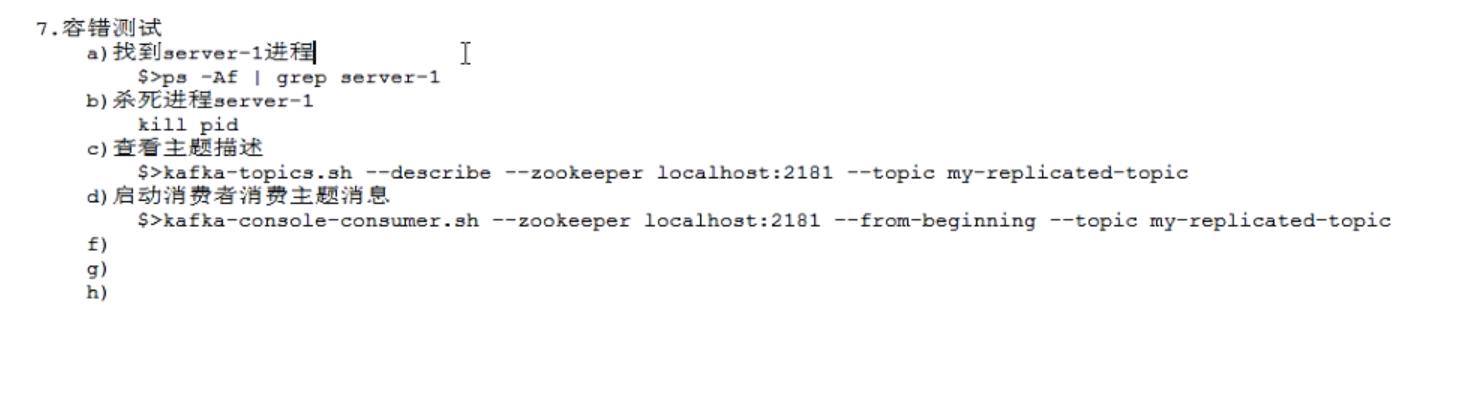 7.容错测试
a)找到server-1进程
$>ps -Af | grep server-1
b)杀死进程server-1
kill pid
c)查看主题描述
$>kafka-topics.sh --describe --zookeeper localhost:2181 --topic my-replicated-topic
d)启动消费者消费主题消息
$>kafka-console-consumer.sh --zookeeper localhost:2181 --from-beginning --topic my-replicated-topic
f)
g)
h)